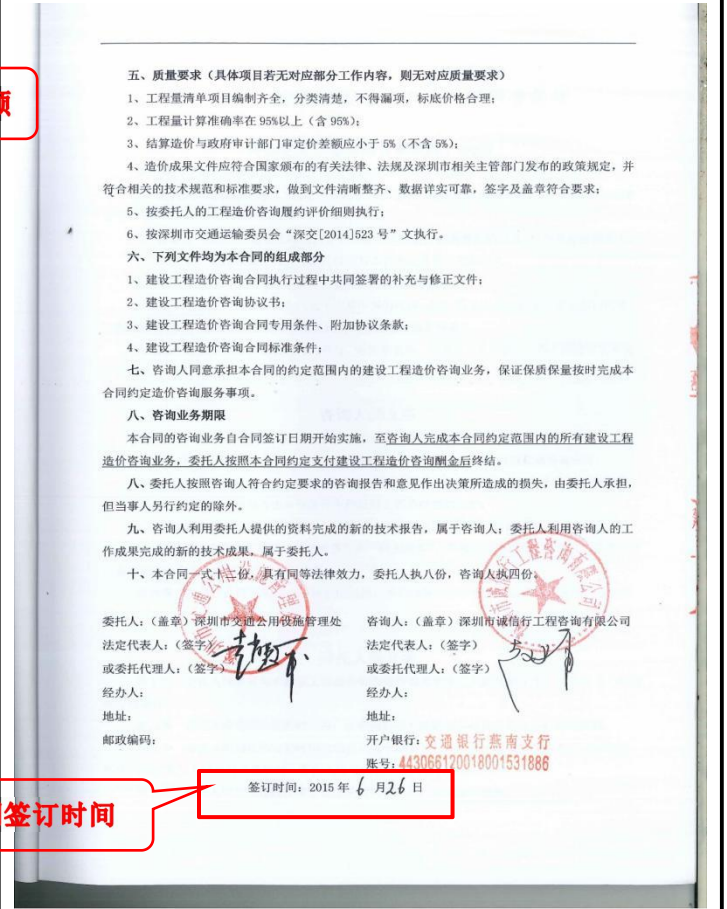 五、质量要求（具体项目若无对应部分工作内容，则无对应质量要求）
1、工程量清单项目编制齐全，分类清楚，不得漏项，标底价格合理；
额
2、工程量计算准确率在 95%以上（含 95%）；
3、结算造价与政府审计部门审定价差额应小于 5%（不含 5%）；
4、造价成果文件应符合国家颁布的有关法律、法规及深圳市相关主管部门发布的政策规定，并
符合相关的技术规范和标准要求，做到文件清晰整齐、数据详实可靠，签字及盖章符合要求；
5、按委托人的工程造价咨询履约评价细则执行；
6、按深圳市交通运输委员会“深交[2014]523 号”文执行。
六、下列文件均为本合同的组成部分
1、建设工程造价咨询合同执行过程中共同签署的补充与修正文件；
2、建设工程造价咨询协议书；
3、建设工程造价咨询合同专用条件、附加协议条款；
4、建设工程造价咨询合同标准条件；
七、咨询人同意承担本合同的约定范围内的建设工程造价咨询业务，保证保质保量按时完成本
合同约定造价咨询服务事项。
八、咨询业务期限
本合同的咨询业务自合同签订日期开始实施，至咨询人完成本合同约定范围内的所有建设工程
造价咨询业务，委托人按照本合同约定支付建设工程造价咨询酬金后终结。
八、委托人按照咨询人符合约定要求的咨询报告和意见作出决策所造成的损失，由委托人承担，
但当事人另行约定的除外。
九、咨询人利用委托人提供的资料完成的新的技术报告，属于咨询人；委托人利用咨询人的工
作成果完成的新的技术成果，属于委托人。
十、本合同一式十二份，具有同等法律效力，委托人执八份，咨询人执四份。
委托人：（盖章）深圳市交通公用设施管理处 咨询人：（盖章）深圳市诚信行工程咨询有限公司
法定代表人：（签字） 法定代表人：（签字）
或委托代理人：（签字） 或委托代理人：（签字）
经办人： 经办人：
地址： 地址：
邮政编码： 开户银行：交通银行燕南支行
账号：443066120018001531886
签订时间：2015 年 6 月 26 日
签订时间